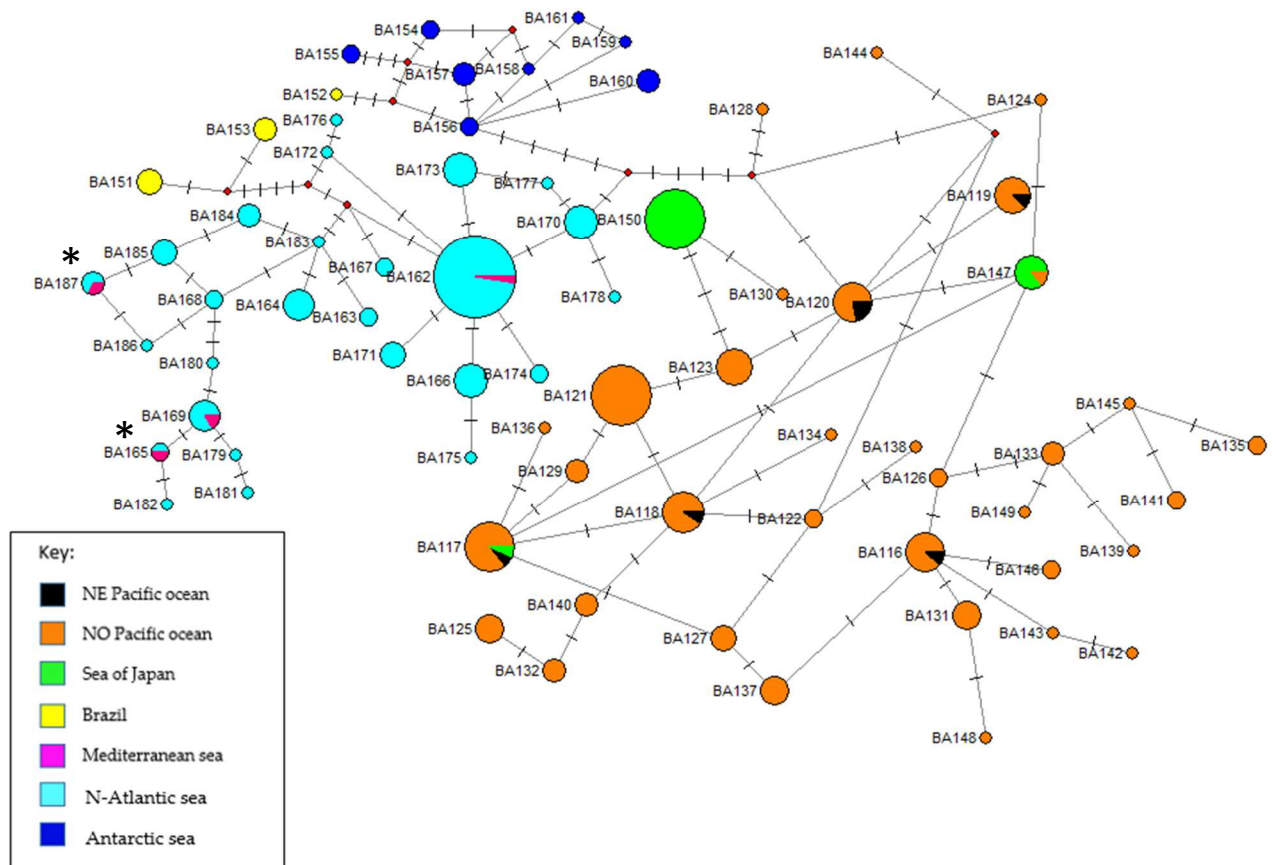 BA161
BA154
BA159
BA155
BA157
BA158
BA160
BA144
BA152
BA124
BA128
BA176
BA153
BA156
BA172
BA173
BA177
BA151
BA119
BA184
BA170
BA150
BA183
BA185
*
BA167
BA162
BA147
BA187
BA130
BA168
BA120
BA178
BA164
BA163
BA186
BA171
BA123
BA180
BA166
BA174
BA121
BA145
BA169
BA136
BA134
*
BA138
BA135
BA165
BA179
BA175
BA133
BA129
BA126
BA181
BA141
BA182
BA118
BA122
BA149
BA117
BA116
BA139
BA146
BA140
BA131
BA125
BA127
BA143
BA142
BA132
BA137
BA148
Key:
NE Pacific ocean
NO Pacific ocean
Sea of Japan
Brazil
Mediterranean sea
N-Atlantic sea
Antarctic sea